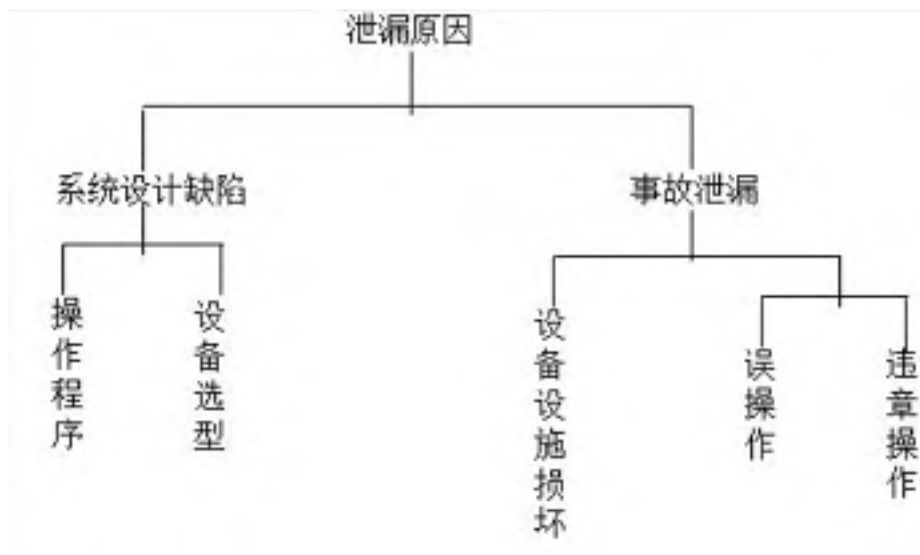 泄漏原因
系统设计缺陷
事故泄漏
操作程序
设备选型
设备设施损坏
误操作
违章操作